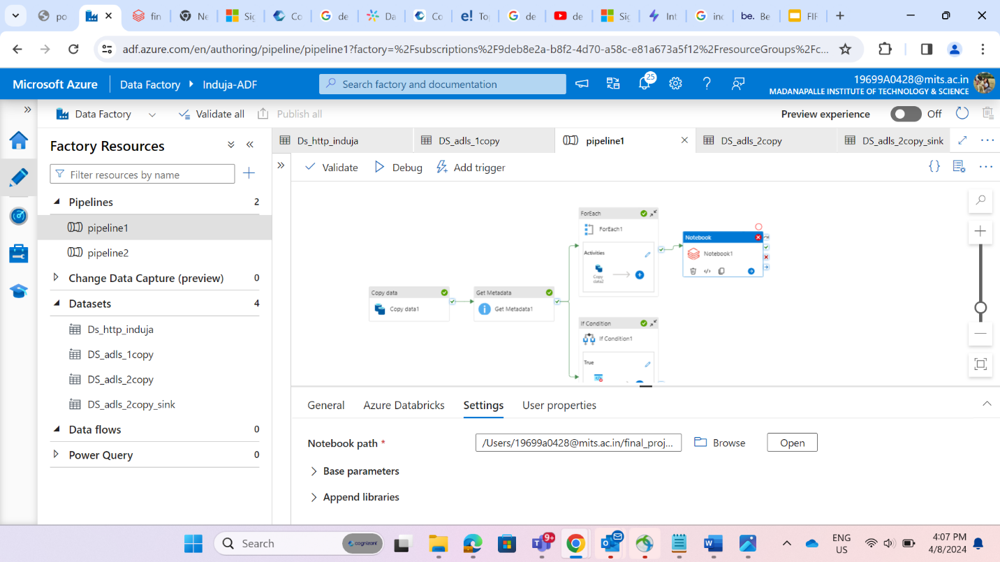 po
fin
Ne
Sig
Co
de
Da
Co
Top
de
de
Sig
Int
inc
be. Be
FIF
adf.azure.com/en/authoring/pipeline/pipeline1?factory=%2Fsubscriptions%2F9deb8e2a-b8f2-4d70-a58c-e81a673a5f12%2FresourceGroups%2Fc...
Microsoft Azure
Data Factory
Induja-ADF
Search factory and documentation
25
19699A0428@mits.ac.in
MADANAPALLE INSTITUTE OF TECHNOLOGY & SCIENCE
Data Factory
Validate all
Publish all
Preview experience
Off
Factory Resources
Filter resources by name
Pipelines 2
pipeline1
pipeline2
Change Data Capture (preview) 0
Datasets 4
Ds_http_induja
DS_adls_1copy
DS_adls_2copy
DS_adls_2copy_sink
Data flows 0
Power Query 0
Ds_http_induja
DS_adls_1copy
pipeline1
DS_adls_2copy
DS_adls_2copy_sink
Validate
Debug
Add trigger
Copy data
Copy data1
Get Metadata
Get Metadata1
ForEach
ForEach1
Activities
Copy
data2
Notebook
Notebook1
If Condition
If Condition1
True
General
Azure Databricks
Settings
User properties
Notebook path *
/Users/19699a0428@mits.ac.in/final_proj...
Browse
Open
Base parameters
Append libraries
Search
cognizant
9+
ENG
US
4:07 PM
4/8/2024